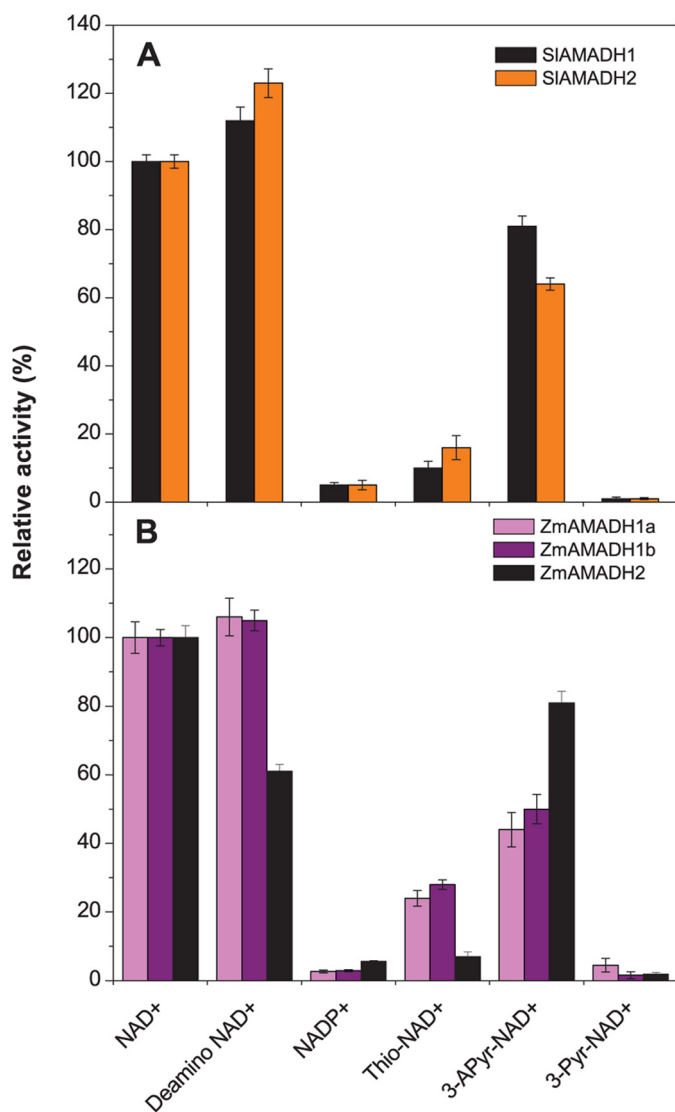 A
SlAMADH1
SlAMADH2
140
120
100
80
60
40
20
0
Relative activity (%)
B
ZmAMADH1a
ZmAMADH1b
ZmAMADH2
120
100
80
60
40
20
0
NAD+
Deamino NAD+
NADP+
Thio-NAD+
3-APyr-NAD+
3-Pyr-NAD+